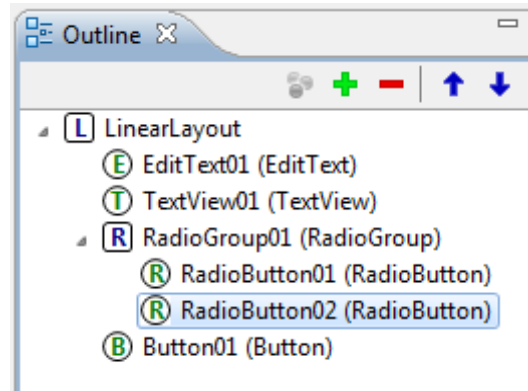 Outline
L LinearLayout
E EditText01 (EditText)
T TextView01 (TextView)
R RadioGroup01 (RadioGroup)
R RadioButton01 (RadioButton)
R RadioButton02 (RadioButton)
B Button01 (Button)